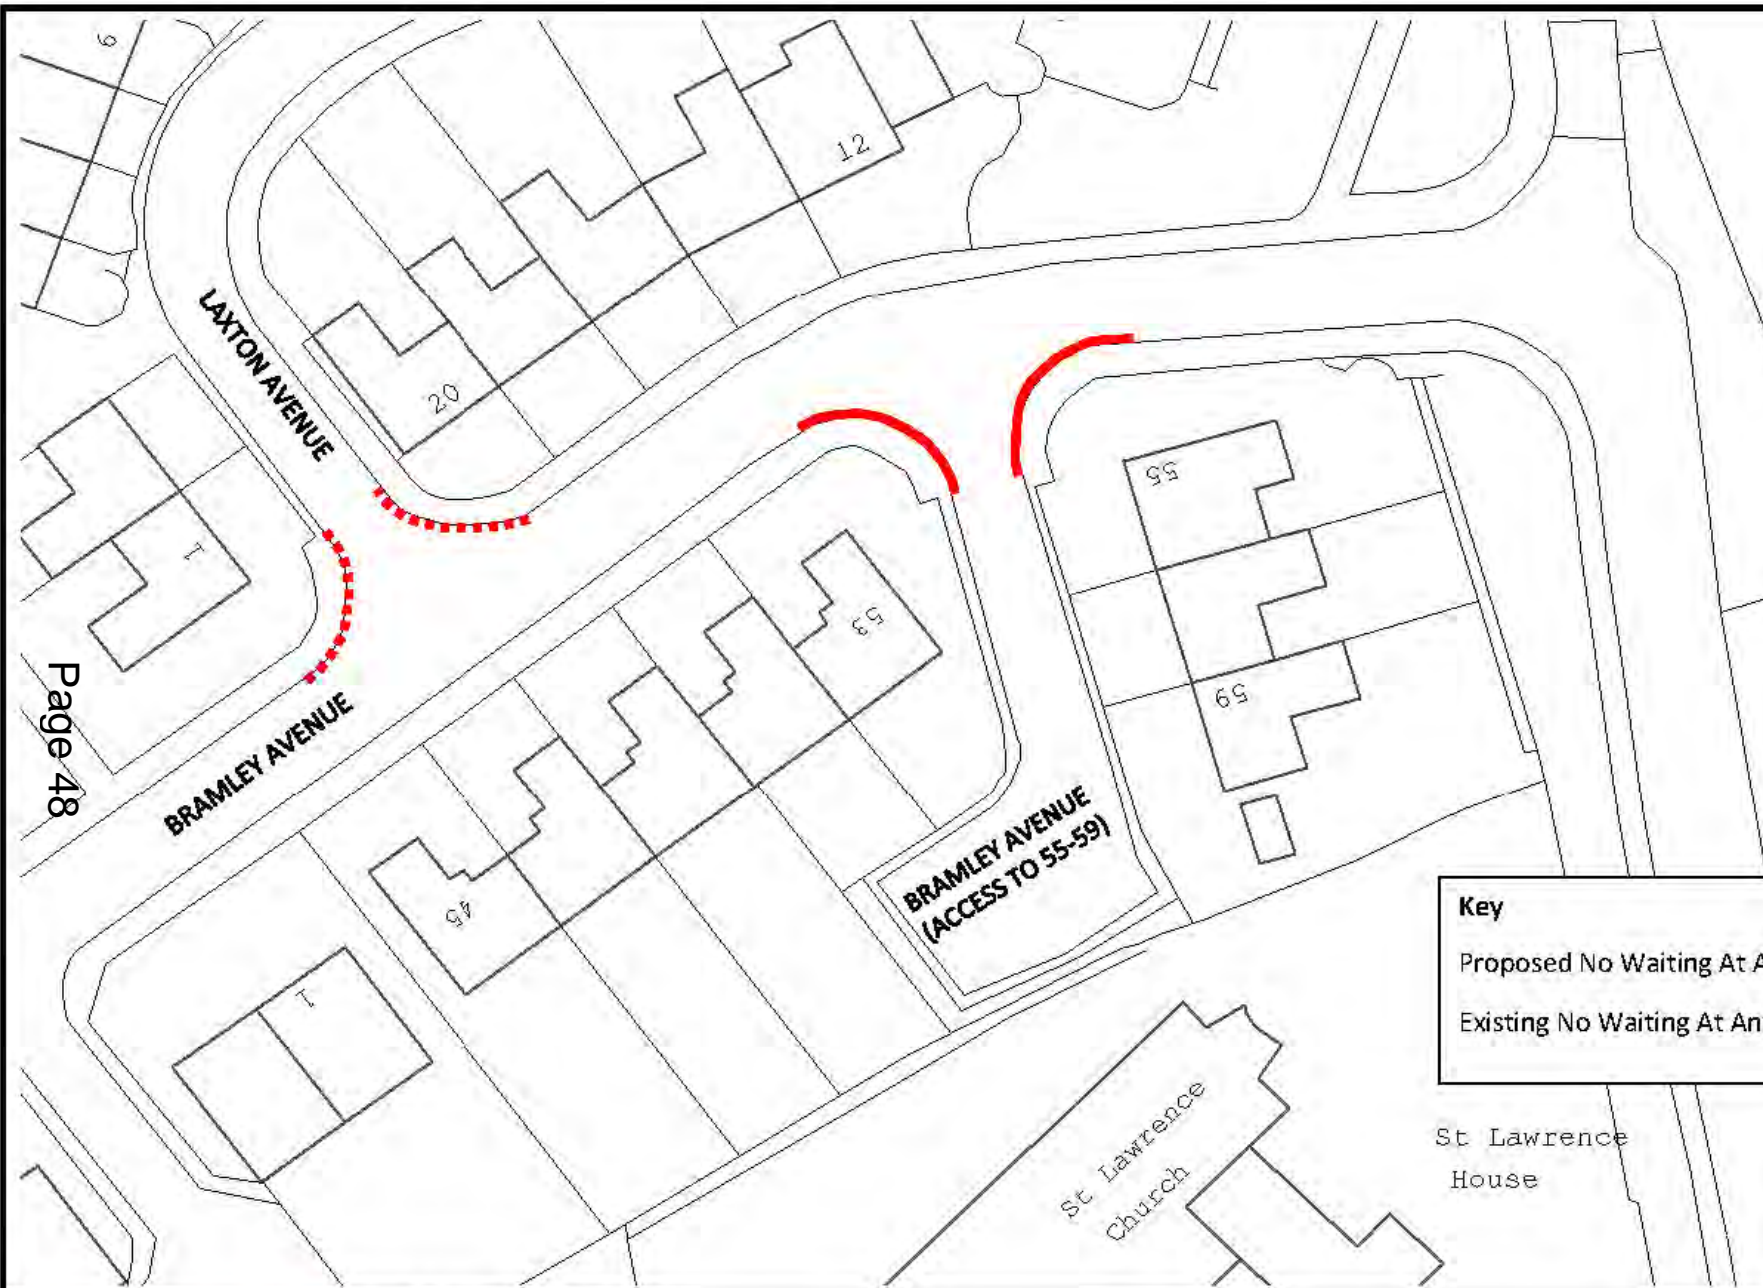 6
12
LAXTON AVENUE
20
55
1
53
59
Page 48
BRAMLEY AVENUE
BRAMLEY AVENUE
(ACCESS TO 55-59)
45
1
Key
Proposed No Waiting At A
Existing No Waiting At An
St Lawrence
Church
St Lawrence
House